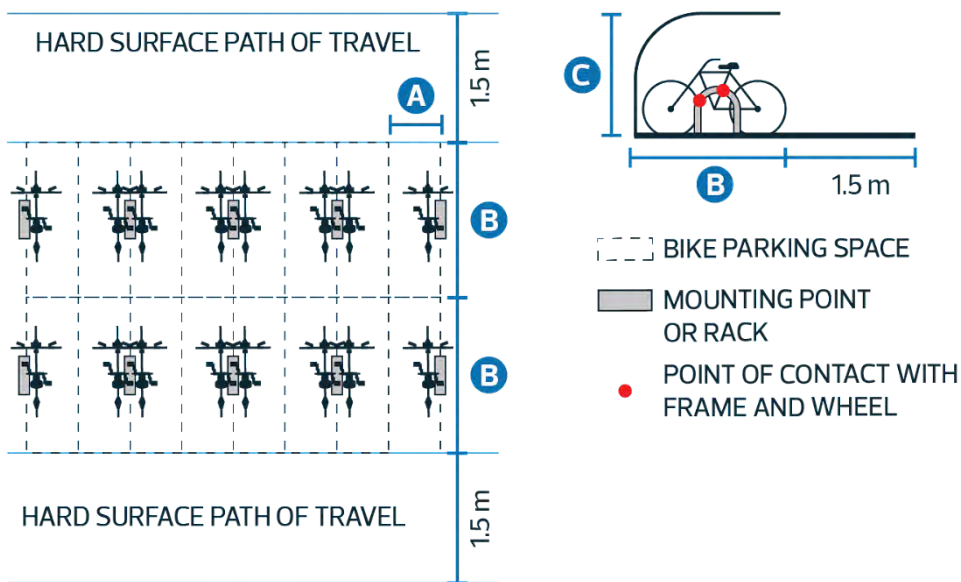 HARD SURFACE PATH OF TRAVEL
1.5 m
A
B
B
HARD SURFACE PATH OF TRAVEL
1.5 m
C
B
1.5 m
BIKE PARKING SPACE
MOUNTING POINT
OR RACK
POINT OF CONTACT WITH
FRAME AND WHEEL